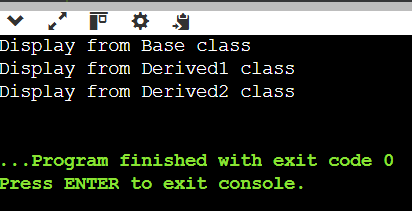 Display from Base class
Display from Derived1 class
Display from Derived2 class
...Program finished with exit code 0
Press ENTER to exit console.